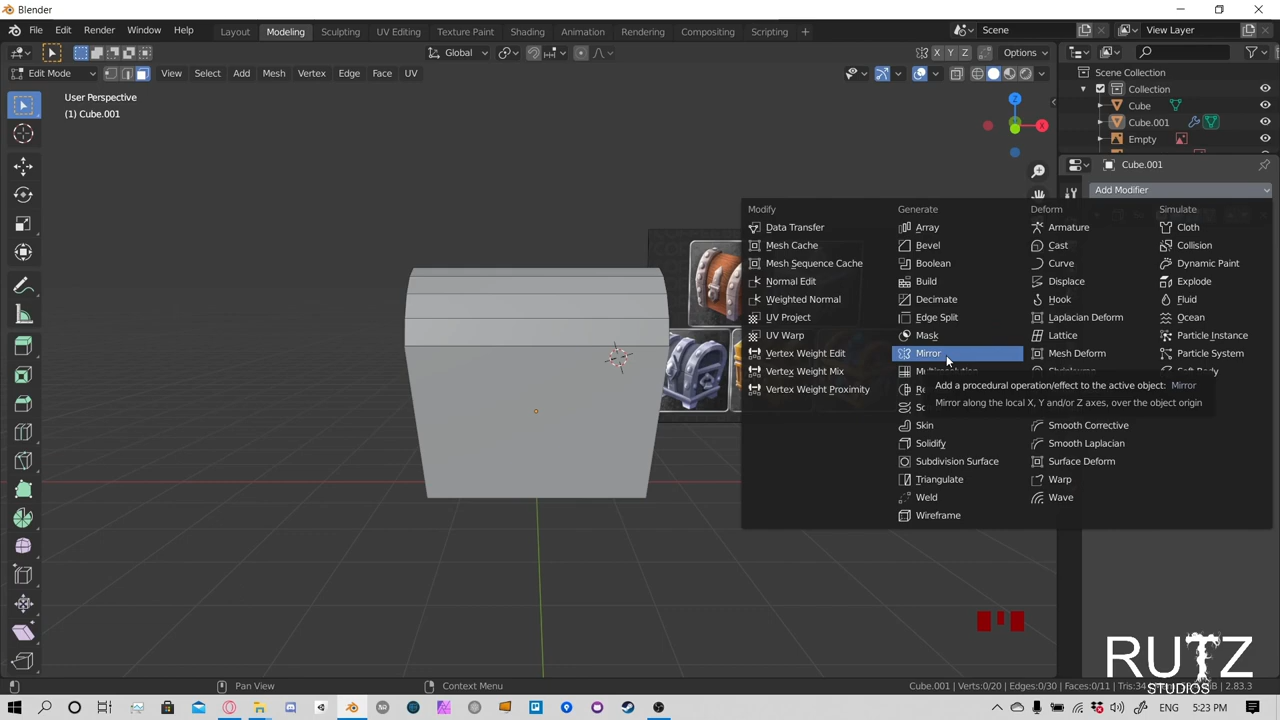 Blender
File Edit Render Window Help
Layout Modeling Sculpting UV Editing Texture Paint Shading Animation Rendering Compositing Scripting +
Scene
View Layer
Global
X Y Z
Options
Edit Mode
View Select Add Mesh Vertex Edge Face UV
User Perspective
(1) Cube.001
Z
X
Scene Collection
Collection
Cube
Cube.001
Empty
Cube.001
Add Modifier
Modify
Data Transfer
Mesh Cache
Mesh Sequence Cache
Normal Edit
Weighted Normal
UV Project
UV Warp
Vertex Weight Edit
Vertex Weight Mix
Vertex Weight Proximity
Generate
Array
Bevel
Boolean
Build
Decimate
Edge Split
Mask
Mirror
Skin
Solidify
Subdivision Surface
Triangulate
Weld
Wireframe
Deform
Armature
Cast
Curve
Displace
Hook
Laplacian Deform
Lattice
Mesh Deform
Smooth Corrective
Smooth Laplacian
Surface Deform
Warp
Wave
Simulate
Cloth
Collision
Dynamic Paint
Explode
Fluid
Ocean
Particle Instance
Particle System
Add a procedural operation/effect to the active object: Mirror
Mirror along the local X, Y and/or Z axes, over the object origin
RUTZ
STUDIOS
Pan View
Context Menu
Cube.001 | Verts:0/20 | Edges:0/30 | Faces:0/11 | Tris:34
2.83.3
5:23 PM